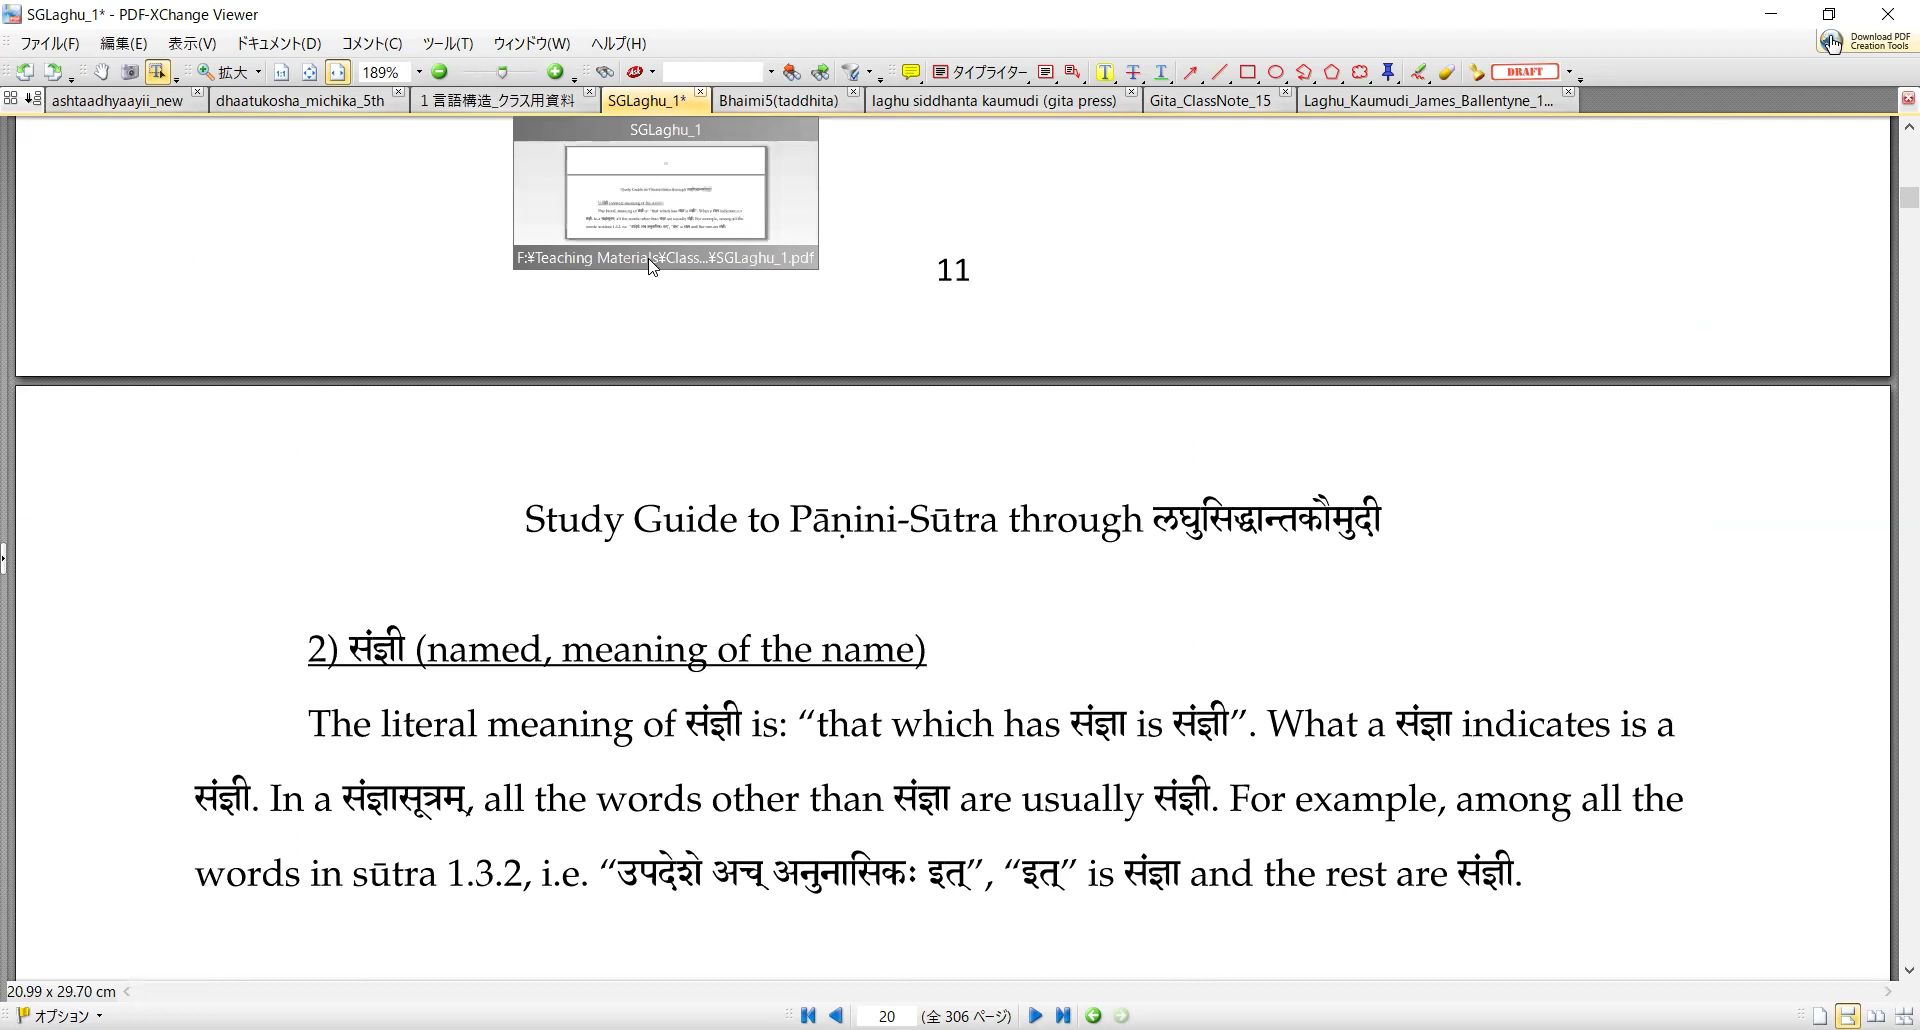 SGLaghu_1* - PDF-XChange Viewer
ファイル(F) 編集(E) 表示(V) ドキュメント(D) コメント(C) ツール(T) ウィンドウ(W) ヘルプ(H)
Download PDF
Creation Tools
拡大 189% タイプライター DRAFT
ashtaadhyaayii_new dhaatukosha_michika_5th 1 言語構造_クラス用資料 SGLaghu_1* Bhaimi5(taddhita) laghu siddhanta kaumudi (gita press) Gita_ClassNote_15 Laghu_Kaumudi_James_Ballentyne_1...
SGLaghu_1
F:¥Teaching Materials¥Class...¥SGLaghu_1.pdf
11
Study Guide to Pāṇini-Sūtra through लघुसिद्धान्तकौमुदी
2) संज्ञी (named, meaning of the name)
The literal meaning of संज्ञी is: “that which has संज्ञा is संज्ञी”. What a संज्ञा indicates is a
संज्ञी. In a संज्ञासूत्रम्, all the words other than संज्ञा are usually संज्ञी. For example, among all the
words in sūtra 1.3.2, i.e. “उपदेशे अच् अनुनासिकः इत्”, “इत्” is संज्ञा and the rest are संज्ञी.
20.99 x 29.70 cm
オプション 20 (全 306 ページ)